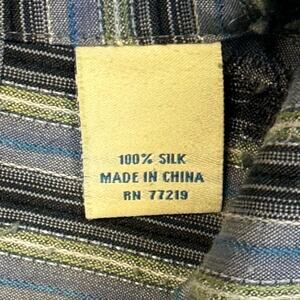 100% SILK
MADE IN CHINA
RN 77219